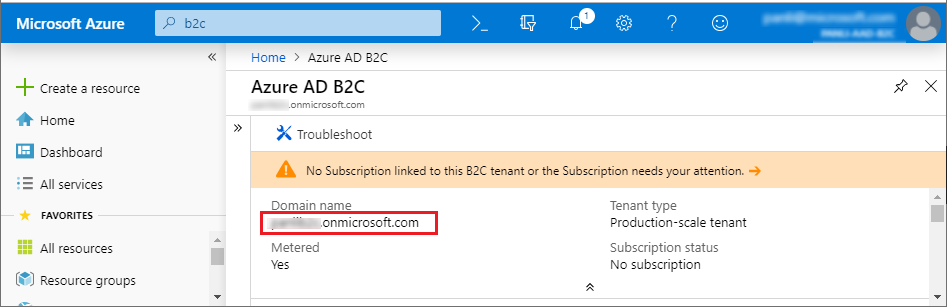 Microsoft Azure
b2c
1
Home > Azure AD B2C
Create a resource
Azure AD B2C
.onmicrosoft.com
Home
Troubleshoot
Dashboard
No Subscription linked to this B2C tenant or the Subscription needs your attention.
All services
Domain name
Tenant type
FAVORITES
.onmicrosoft.com
Production-scale tenant
All resources
Metered
Subscription status
Yes
No subscription
Resource groups